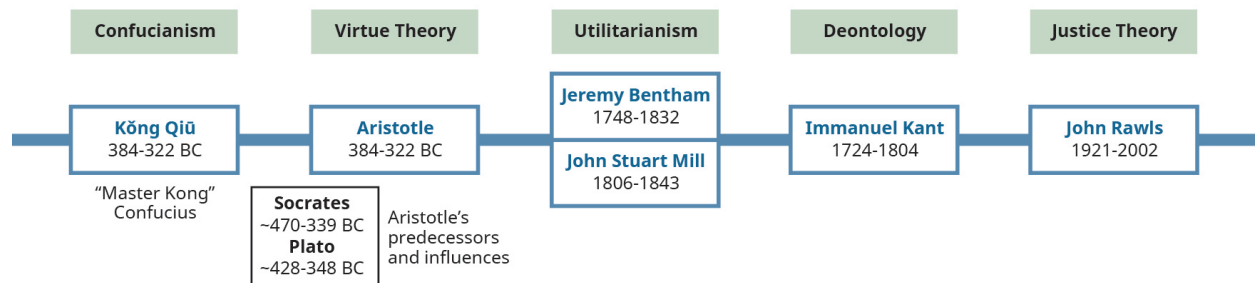 Confucianism
Virtue Theory
Utilitarianism
Deontology
Justice Theory
Kǒng Qiū
384-322 BC
“Master Kong”
Confucius
Aristotle
384-322 BC
Socrates
~470-339 BC
Plato
~428-348 BC
Aristotle’s
predecessors
and influences
Jeremy Bentham
1748-1832
John Stuart Mill
1806-1843
Immanuel Kant
1724-1804
John Rawls
1921-2002